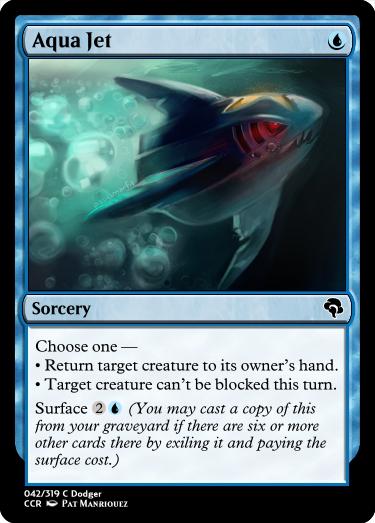 Aqua Jet
Sorcery
Choose one —
• Return target creature to its owner's hand.
• Target creature can't be blocked this turn.
Surface 2 (You may cast a copy of this
from your graveyard if there are six or more
other cards there by exiling it and paying the
surface cost.)
042/319 C Dodger
CCR Pat Manriquez